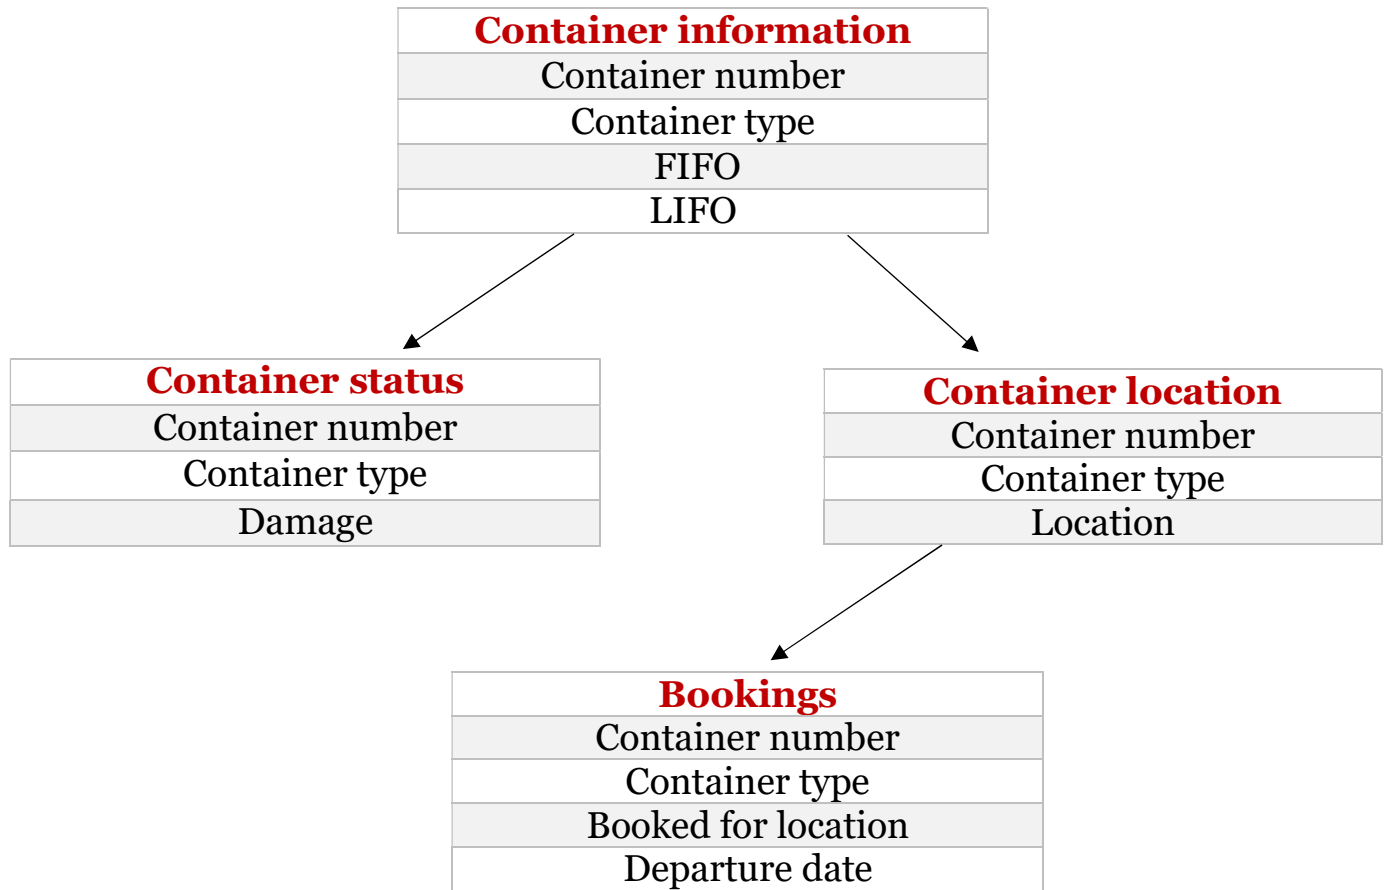 Container information
Container number
Container type
FIFO
LIFO
Container status
Container number
Container type
Damage
Container location
Container number
Container type
Location
Bookings
Container number
Container type
Booked for location
Departure date